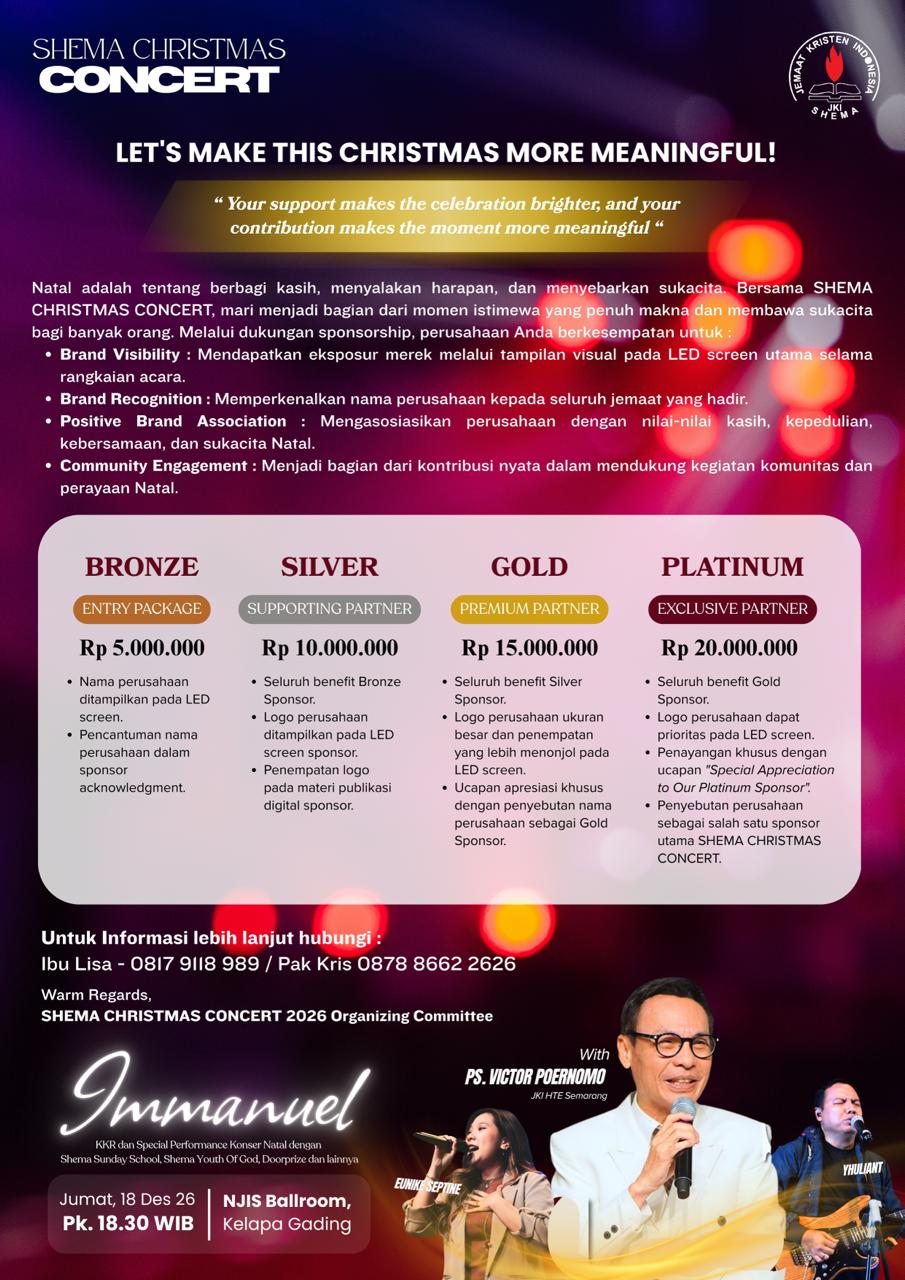 SHEMA CHRISTMAS
CONCERT
JEMAAT KRISTEN INDONESIA
JKI
SHEMA
LET'S MAKE THIS CHRISTMAS MORE MEANINGFUL!
“ Your support makes the celebration brighter, and your
contribution makes the moment more meaningful “
Natal adalah tentang berbagi kasih, menyalakan harapan, dan menyebarkan sukacita. Bersama SHEMA
CHRISTMAS CONCERT, mari menjadi bagian dari momen istimewa yang penuh makna dan membawa sukacita
bagi banyak orang. Melalui dukungan sponsorship, perusahaan Anda berkesempatan untuk :
• Brand Visibility : Mendapatkan eksposur merek melalui tampilan visual pada LED screen utama selama
rangkaian acara.
• Brand Recognition : Memperkenalkan nama perusahaan kepada seluruh jemaat yang hadir.
• Positive Brand Association : Mengasosiasikan perusahaan dengan nilai-nilai kasih, kepedulian,
kebersamaan, dan sukacita Natal.
• Community Engagement : Menjadi bagian dari kontribusi nyata dalam mendukung kegiatan komunitas dan
perayaan Natal.
BRONZE
ENTRY PACKAGE
Rp 5.000.000
• Nama perusahaan
ditampilkan pada LED
screen.
• Pencantuman nama
perusahaan dalam
sponsor
acknowledgment.
SILVER
SUPPORTING PARTNER
Rp 10.000.000
• Seluruh benefit Bronze
Sponsor.
• Logo perusahaan
ditampilkan pada LED
screen sponsor.
• Penempatan logo
pada materi publikasi
digital sponsor.
GOLD
PREMIUM PARTNER
Rp 15.000.000
• Seluruh benefit Silver
Sponsor.
• Logo perusahaan ukuran
besar dan penempatan
yang lebih menonjol pada
LED screen.
• Ucapan apresiasi khusus
dengan penyebutan nama
perusahaan sebagai Gold
Sponsor.
PLATINUM
EXCLUSIVE PARTNER
Rp 20.000.000
• Seluruh benefit Gold
Sponsor.
• Logo perusahaan dapat
prioritas pada LED screen.
• Penayangan khusus dengan
ucapan "Special Appreciation
to Our Platinum Sponsor".
• Penyebutan perusahaan
sebagai salah satu sponsor
utama SHEMA CHRISTMAS
CONCERT.
Untuk Informasi lebih lanjut hubungi :
Ibu Lisa - 0817 9118 989 / Pak Kris 0878 8662 2626
Warm Regards,
SHEMA CHRISTMAS CONCERT 2026 Organizing Committee
Immanuel
KKR dan Special Performance Konser Natal dengan
Shema Sunday School, Shema Youth Of God, Doorprize dan lainnya
Jumat, 18 Des 26
Pk. 18.30 WIB
NJIS Ballroom,
Kelapa Gading
With
PS. VICTOR POERNOMO
JKI HTE Semarang
EUNIKE SEPTINE
YHULIANT